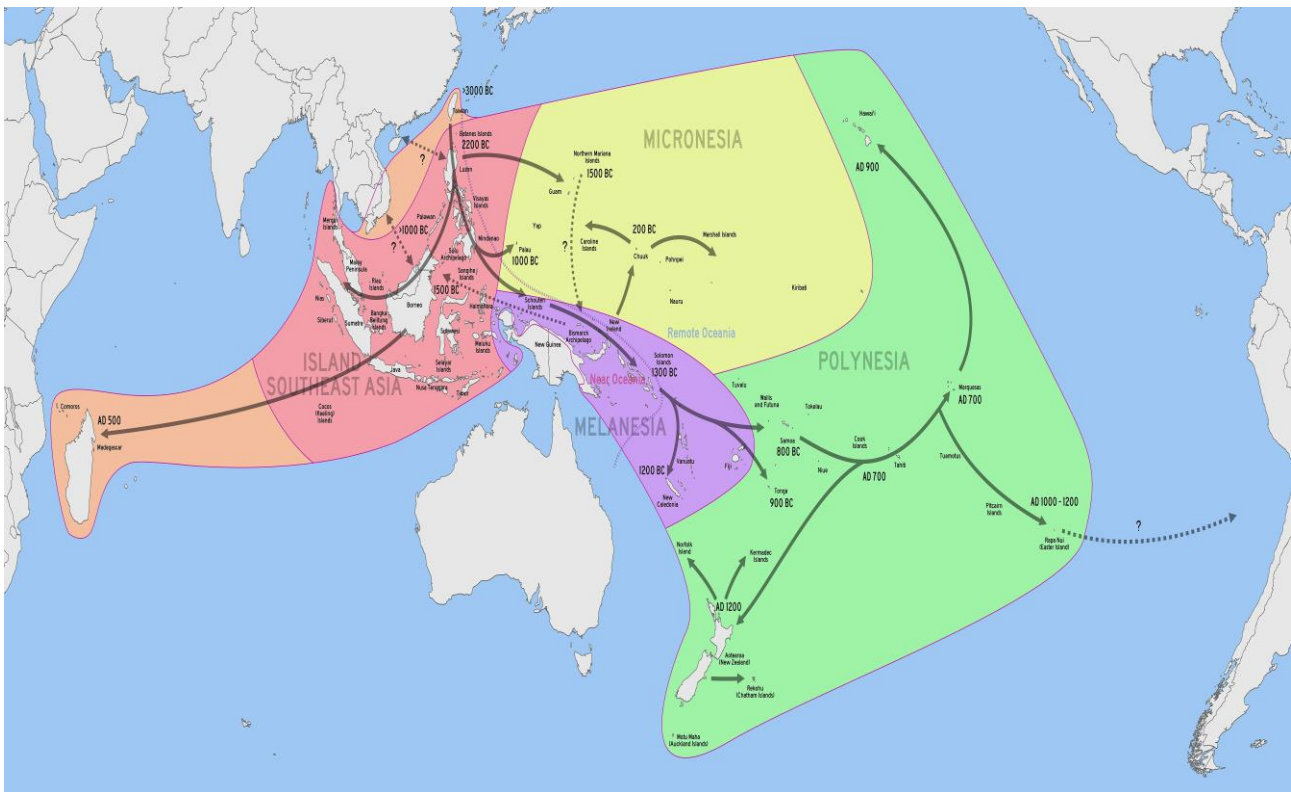 >3000 BC
Taiwan
Batanes Islands
2200 BC
Luzon
?
Palawan
Visayas
Islands
>1000 BC
?
Mergui
Islands
Malay
Peninsula
Riau
Islands
Sulu
Archipelago
Mindanao
Sangihe
Islands
1500 BC
Nias
Siberut
Sumatra
Bangka
Belitung
Islands
Borneo
Halmahera
Sulawesi
Maluku
Islands
ISLAND
SOUTHEAST ASIA
Java
Selayar
Islands
Nusa Tenggara
Timor
Cocos
(Keeling) Islands
Comoros
AD 500
Madagascar
MICRONESIA
Northern Mariana
Islands
1500 BC
Guam
Yap
Palau
1000 BC
?
Caroline
Islands
200 BC
Chuuk
Pohnpei
Marshall Islands
Nauru
Kiribati
Remote Oceania
Schouten
Islands
New Guinea
Bismarck
Archipelago
New
Ireland
Solomon
Islands
1300 BC
Near Oceania
MELANESIA
1200 BC
Vanuatu
New
Caledonia
Fiji
POLYNESIA
Hawai'i
AD 900
Tuvalu
Wallis
and Futuna
Tokelau
Samoa
800 BC
Tonga
900 BC
Niue
Cook
Islands
AD 700
Tahiti
Marquesas
AD 700
Tuamotus
Pitcairn
Islands
AD 1000-1200
Rapa Nui
(Easter Island)
?
Norfolk
Island
Kermadec
Islands
AD 1200
Aotearoa
(New Zealand)
Rekohu
(Chatham Islands)
Motu Maha
(Auckland Islands)